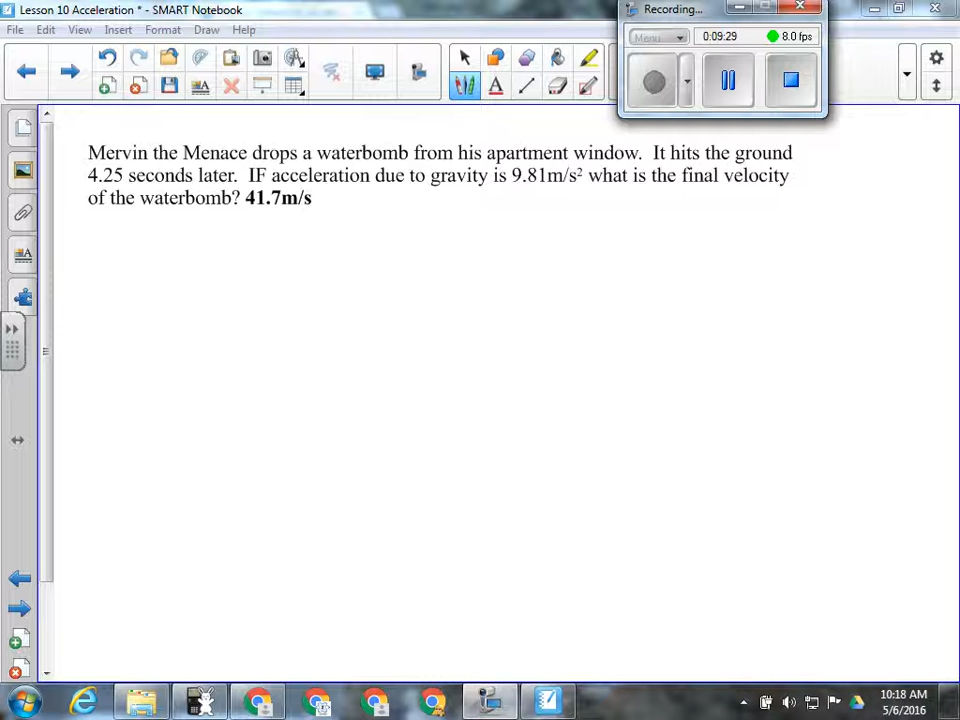 Lesson 10 Acceleration * - SMART Notebook
Recording...
File Edit View Insert Format Draw Help
Menu 0:09:29 8.0 fps
Mervin the Menace drops a waterbomb from his apartment window.  It hits the ground
4.25 seconds later.  IF acceleration due to gravity is 9.81m/s² what is the final velocity
of the waterbomb? 41.7m/s
10:18 AM
5/6/2016